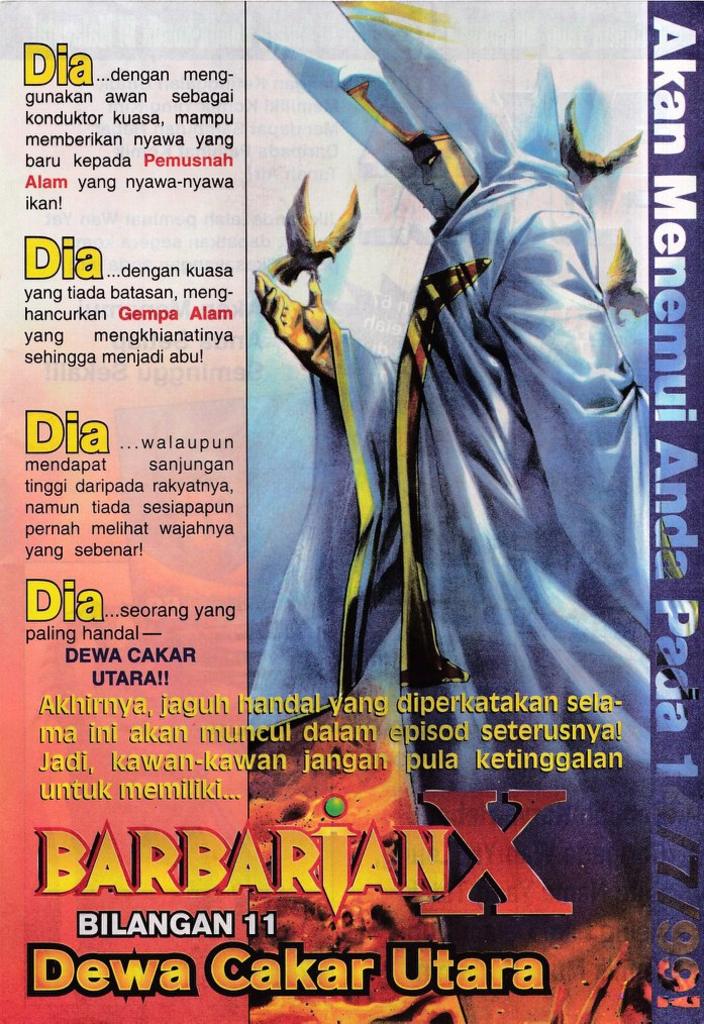 Dia...dengan meng-
gunakan awan sebagai
konduktor kuasa, mampu
memberikan nyawa yang
baru kepada Pemusnah
Alam yang nyawa-nyawa
ikan!
Dia...dengan kuasa
yang tiada batasan, meng-
hancurkan Gempa Alam
yang mengkhianatinya
sehingga menjadi abu!
Dia ...walaupun
mendapat sanjungan
tinggi daripada rakyatnya,
namun tiada sesiapapun
pernah melihat wajahnya
yang sebenar!
Dia...seorang yang
paling handal—
DEWA CAKAR
UTARA!!
Akhirnya, jaguh handal yang diperkatakan sela-
ma ini akan muncul dalam episod seterusnya!
Jadi, kawan-kawan jangan pula ketinggalan
untuk memiliki...
BARBARIAN X
BILANGAN 11
Dewa Cakar Utara
Akan Menemui Anda Pada 14/7/99!